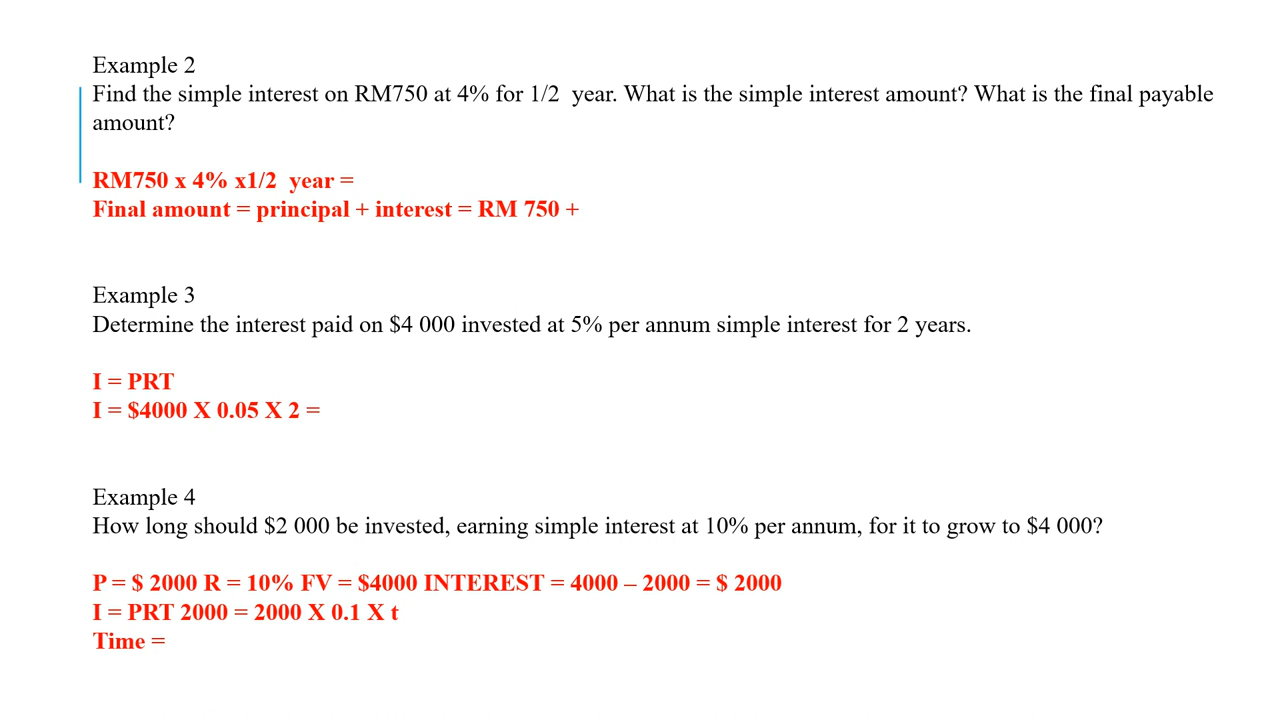 Example 2
Find the simple interest on RM750 at 4% for 1/2  year. What is the simple interest amount? What is the final payable
amount?
RM750 x 4% x1/2  year =
Final amount = principal + interest = RM 750 +
Example 3
Determine the interest paid on $4 000 invested at 5% per annum simple interest for 2 years.
I = PRT
I = $4000 X 0.05 X 2 =
Example 4
How long should $2 000 be invested, earning simple interest at 10% per annum, for it to grow to $4 000?
P = $ 2000 R = 10% FV = $4000 INTEREST = 4000 – 2000 = $ 2000
I = PRT 2000 = 2000 X 0.1 X t
Time =